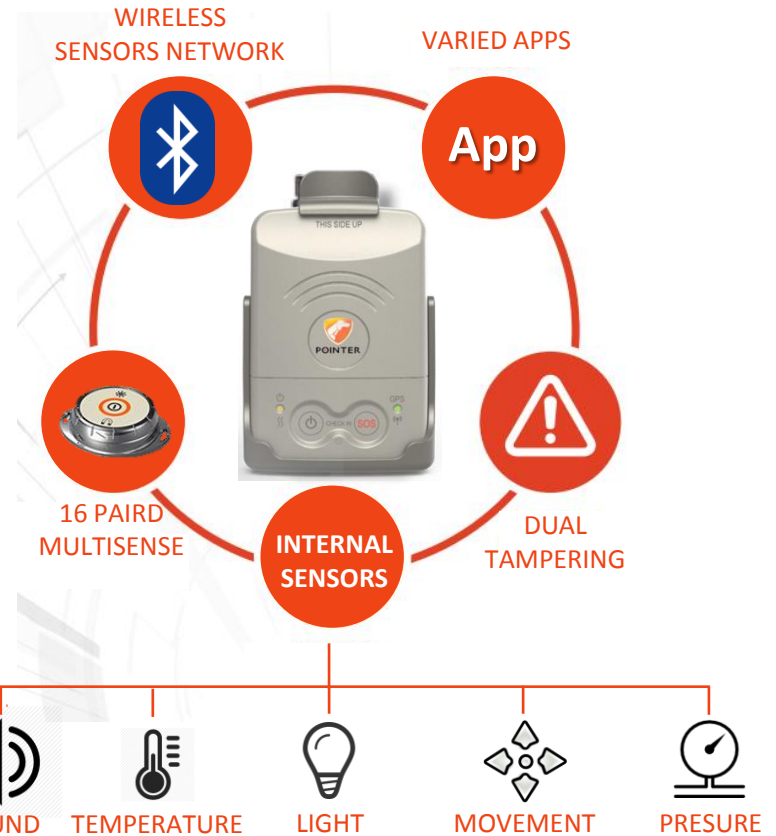 WIRELESS
SENSORS NETWORK
VARIED APPS
App
THIS SIDE UP
POINTER
GPS
CHECK IN
SOS
16 PAIRD
MULTISENSE
DUAL
TAMPERING
INTERNAL
SENSORS
UND
TEMPERATURE
LIGHT
MOVEMENT
PRESURE